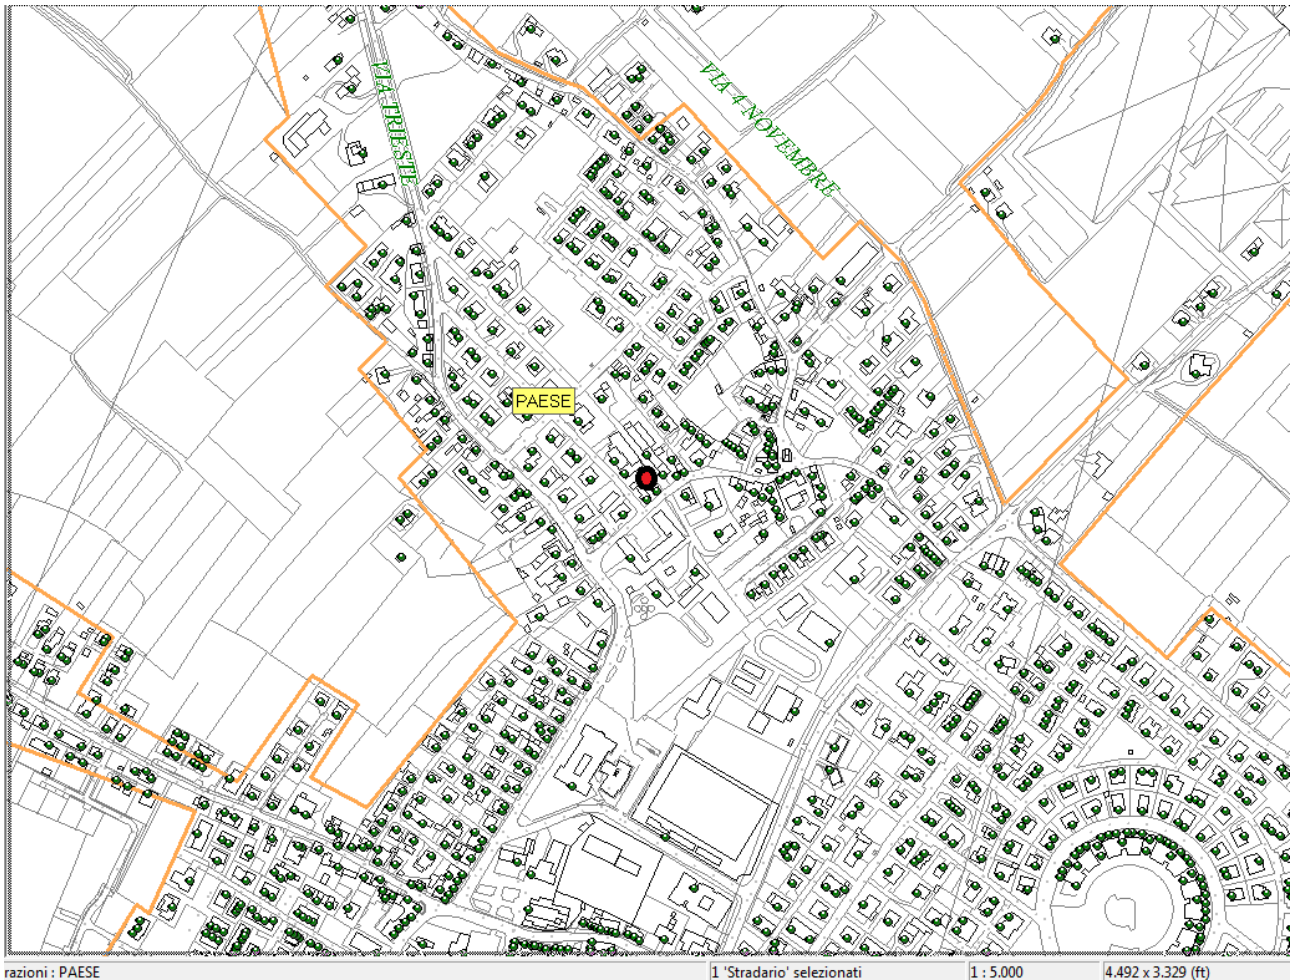 VIA TRIESTE
VIA 4 NOVEMBRE
PAESE
razioni : PAESE
1 'Stradario' selezionati
1 : 5.000
4.492 x 3.329 (ft)